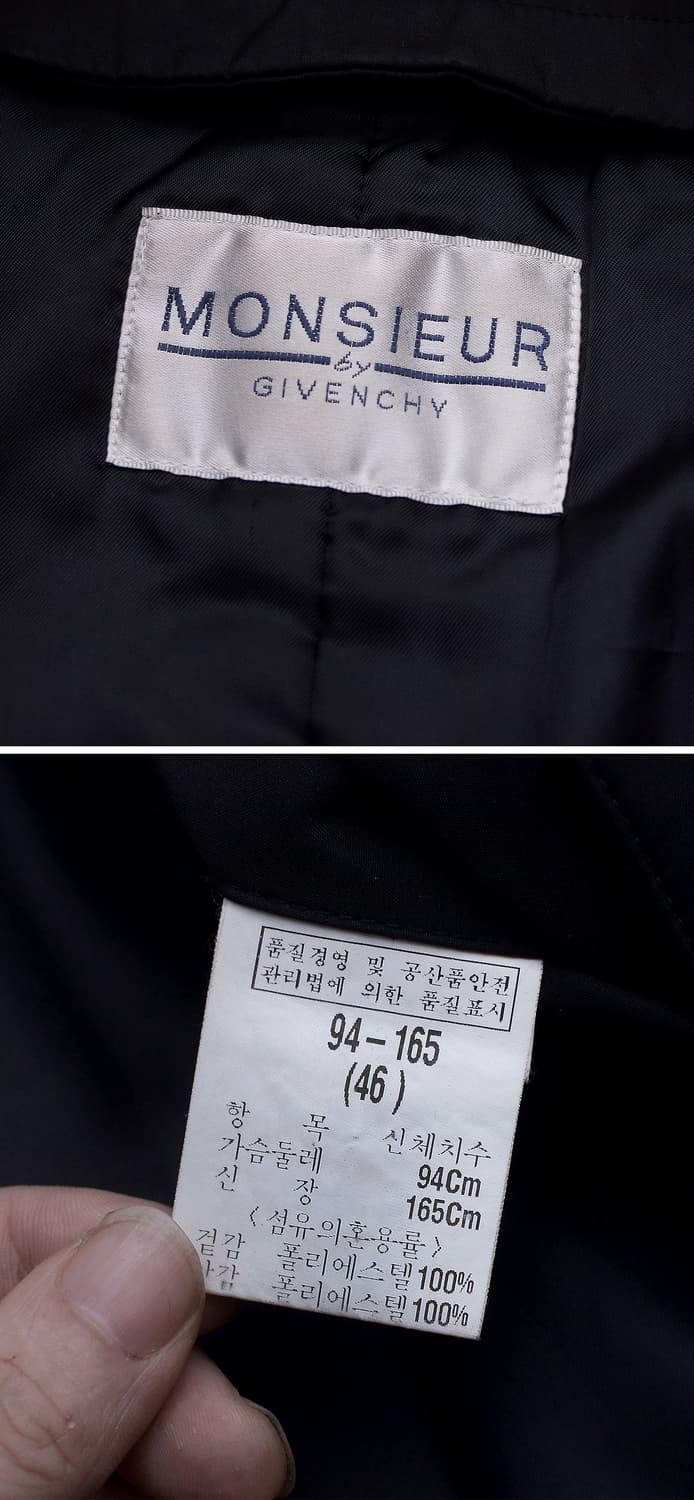 MONSIEUR
by
GIVENCHY
품질경영 및 공산품안전
관리법에 의한 품질표시
94-165
(46)
항 목 신체치수
가슴둘레 94Cm
신 장 165Cm
<섬유의혼용률>
겉감 폴리에스텔100%
폴리에스텔100%